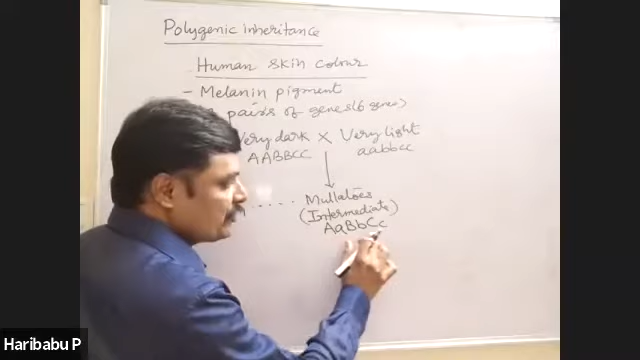 Polygenic inheritance
Human skin colour
- Melanin pigment
pairs of genes (6 genes)
Very dark X Very light
AABBCC aabbcc
..... Mullatoes
(Intermediate)
AaBbCc
Haribabu P